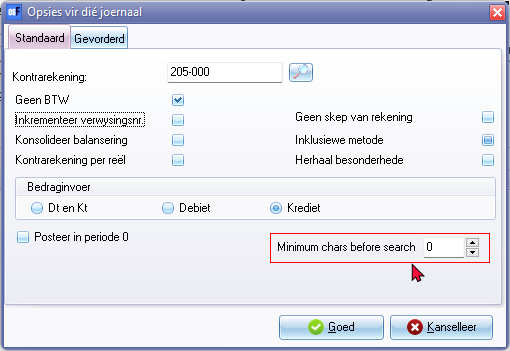 Opsies vir dié joernaal
Standaard Gevorderd
Kontrarekening: 205-000
Geen BTW
Inkrementeer verwysingsnr. Geen skep van rekening
Konsolideer balansering Inklusiewe metode
Kontrarekening per reël Herhaal besonderhede
Bedraginvoer
Dt en Kt Debiet Krediet
Posteer in periode 0 Minimum chars before search 0
Goed Kanselleer